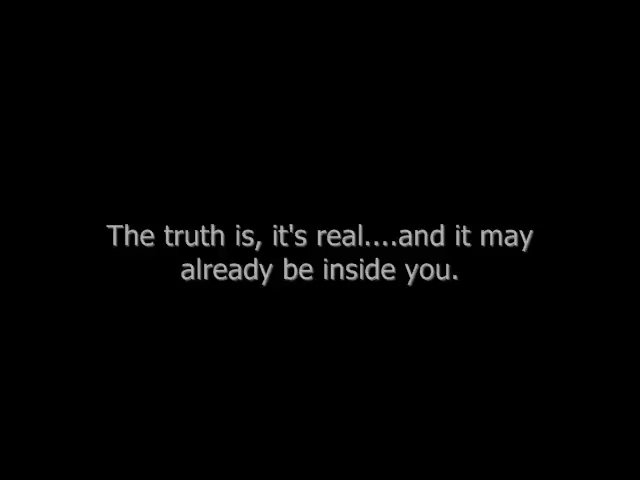 The truth is, it's real....and it may
already be inside you.